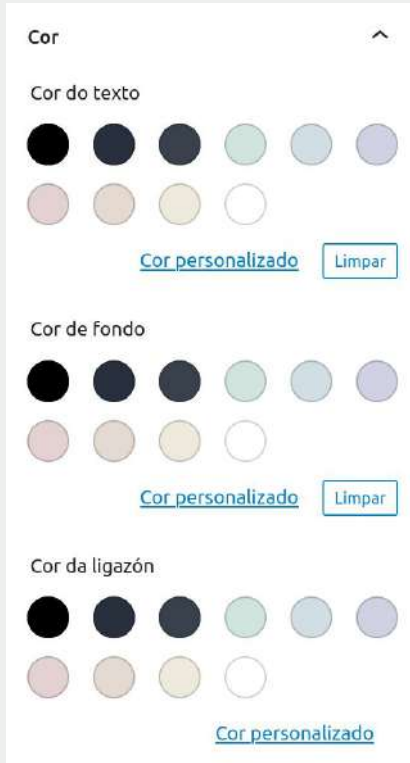 Cor
Cor do texto
Cor personalizado Limpar
Cor de fondo
Cor personalizado Limpar
Cor da ligazón
Cor personalizado